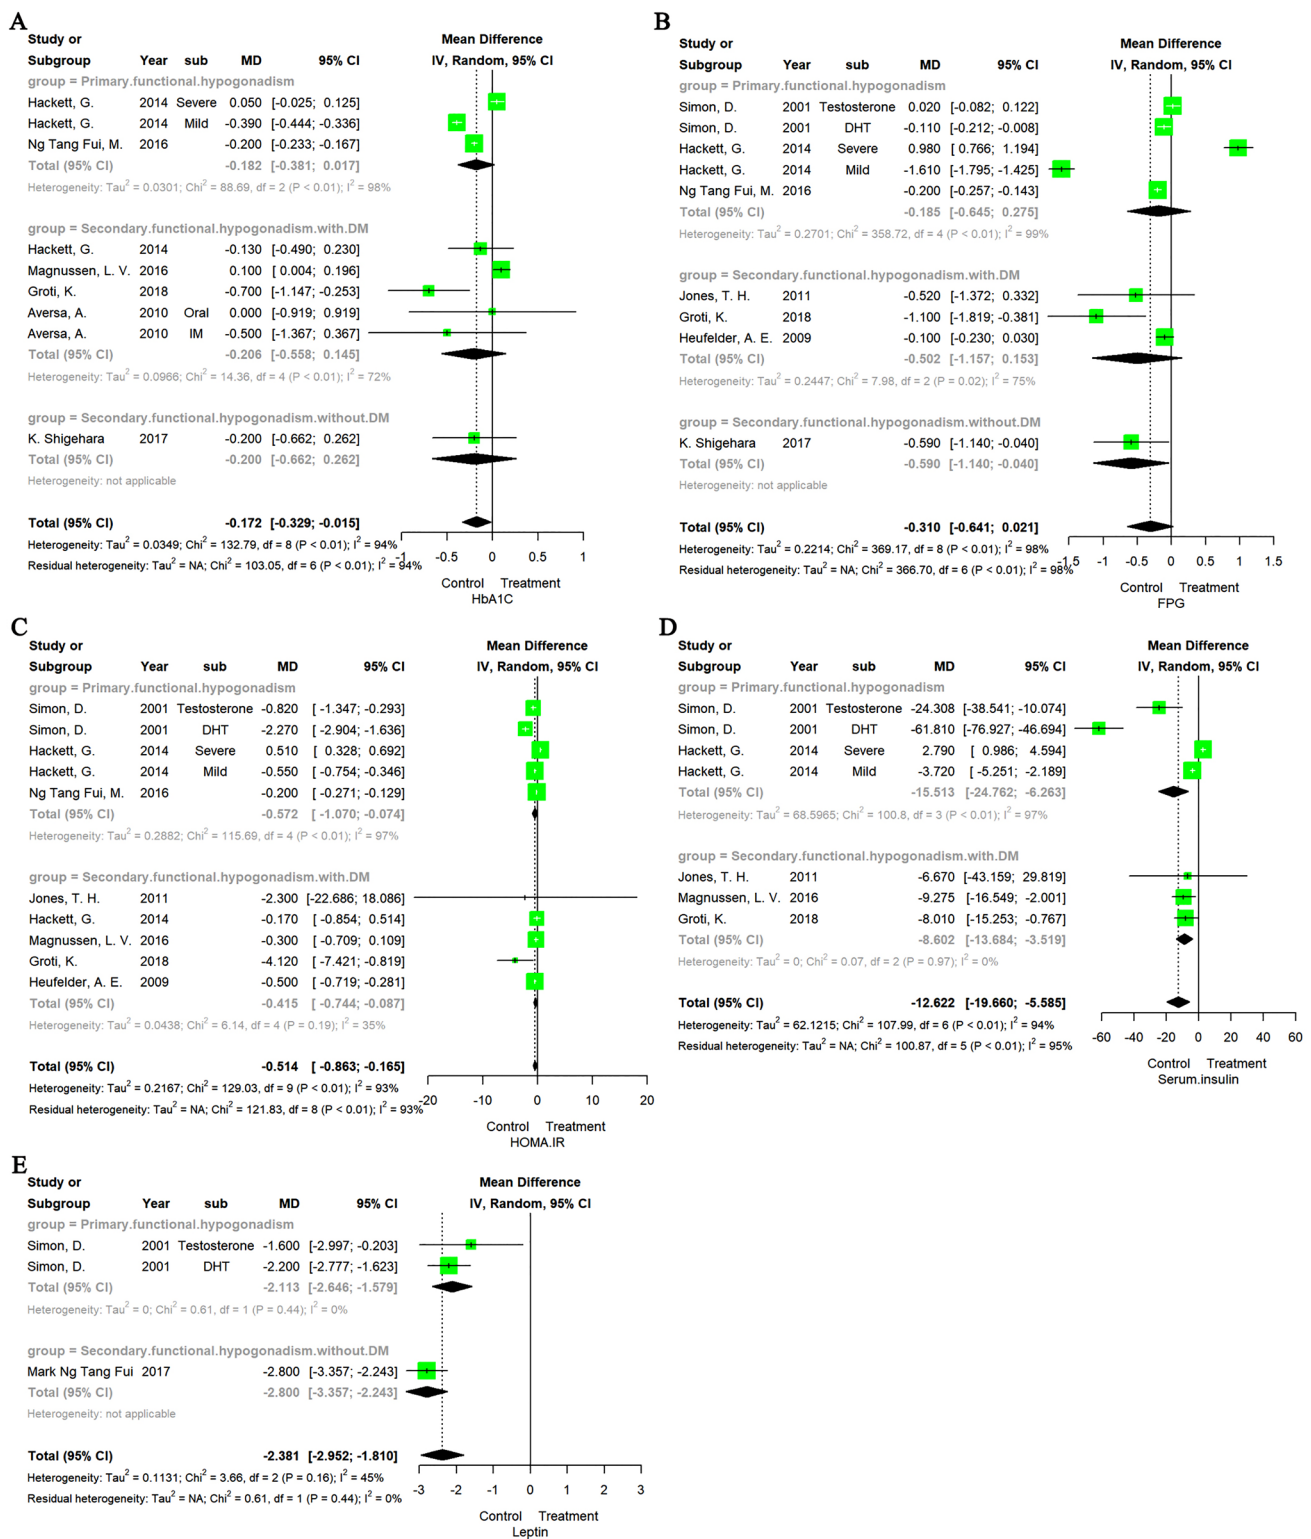 A
Study or
Mean Difference
Subgroup Year sub MD 95% CI IV, Random, 95% CI
group = Primary.functional.hypogonadism
Hackett, G. 2014 Severe 0.050 [-0.025; 0.125]
Hackett, G. 2014 Mild -0.390 [-0.444; -0.336]
Ng Tang Fui, M. 2016 -0.200 [-0.233; -0.167]
Total (95% CI) -0.182 [-0.381; 0.017]
Heterogeneity: Tau² = 0.0301; Chi² = 88.69, df = 2 (P < 0.01); I² = 98%
group = Secondary.functional.hypogonadism.with.DM
Hackett, G. 2014 -0.130 [-0.490; 0.230]
Magnussen, L. V. 2016 0.100 [ 0.004; 0.196]
Groti, K. 2018 -0.700 [-1.147; -0.253]
Aversa, A. 2010 Oral 0.000 [-0.919; 0.919]
Aversa, A. 2010 IM -0.500 [-1.367; 0.367]
Total (95% CI) -0.206 [-0.558; 0.145]
Heterogeneity: Tau² = 0.0966; Chi² = 14.36, df = 4 (P < 0.01); I² = 72%
group = Secondary.functional.hypogonadism.without.DM
K. Shigehara 2017 -0.200 [-0.662; 0.262]
Total (95% CI) -0.200 [-0.662; 0.262]
Heterogeneity: not applicable
Total (95% CI) -0.172 [-0.329; -0.015]
Heterogeneity: Tau² = 0.0349; Chi² = 132.79, df = 8 (P < 0.01); I² = 94%
Residual heterogeneity: Tau² = NA; Chi² = 103.05, df = 6 (P < 0.01); I² = 94%
-1 -0.5 0 0.5 1
Control Treatment
HbA1C
B
Study or
Mean Difference
Subgroup Year sub MD 95% CI IV, Random, 95% CI
group = Primary.functional.hypogonadism
Simon, D. 2001 Testosterone 0.020 [-0.082; 0.122]
Simon, D. 2001 DHT -0.110 [-0.212; -0.008]
Hackett, G. 2014 Severe 0.980 [ 0.766; 1.194]
Hackett, G. 2014 Mild -1.610 [-1.795; -1.425]
Ng Tang Fui, M. 2016 -0.200 [-0.257; -0.143]
Total (95% CI) -0.185 [-0.645; 0.275]
Heterogeneity: Tau² = 0.2701; Chi² = 358.72, df = 4 (P < 0.01); I² = 99%
group = Secondary.functional.hypogonadism.with.DM
Jones, T. H. 2011 -0.520 [-1.372; 0.332]
Groti, K. 2018 -1.100 [-1.819; -0.381]
Heufelder, A. E. 2009 -0.100 [-0.230; 0.030]
Total (95% CI) -0.502 [-1.157; 0.153]
Heterogeneity: Tau² = 0.2447; Chi² = 7.98, df = 2 (P = 0.02); I² = 75%
group = Secondary.functional.hypogonadism.without.DM
K. Shigehara 2017 -0.590 [-1.140; -0.040]
Total (95% CI) -0.590 [-1.140; -0.040]
Heterogeneity: not applicable
Total (95% CI) -0.310 [-0.641; 0.021]
Heterogeneity: Tau² = 0.2214; Chi² = 369.17, df = 8 (P < 0.01); I² = 98%
Residual heterogeneity: Tau² = NA; Chi² = 366.70, df = 6 (P < 0.01); I² = 98%
-1.5 -1 -0.5 0 0.5 1 1.5
Control Treatment
FPG
C
Study or
Mean Difference
Subgroup Year sub MD 95% CI IV, Random, 95% CI
group = Primary.functional.hypogonadism
Simon, D. 2001 Testosterone -0.820 [ -1.347; -0.293]
Simon, D. 2001 DHT -2.270 [ -2.904; -1.636]
Hackett, G. 2014 Severe 0.510 [ 0.328; 0.692]
Hackett, G. 2014 Mild -0.550 [ -0.754; -0.346]
Ng Tang Fui, M. 2016 -0.200 [ -0.271; -0.129]
Total (95% CI) -0.572 [ -1.070; -0.074]
Heterogeneity: Tau² = 0.2882; Chi² = 115.69, df = 4 (P < 0.01); I² = 97%
group = Secondary.functional.hypogonadism.with.DM
Jones, T. H. 2011 -2.300 [-22.686; 18.086]
Hackett, G. 2014 -0.170 [ -0.854; 0.514]
Magnussen, L. V. 2016 -0.300 [ -0.709; 0.109]
Groti, K. 2018 -4.120 [ -7.421; -0.819]
Heufelder, A. E. 2009 -0.500 [ -0.719; -0.281]
Total (95% CI) -0.415 [ -0.744; -0.087]
Heterogeneity: Tau² = 0.0438; Chi² = 6.14, df = 4 (P = 0.19); I² = 35%
Total (95% CI) -0.514 [ -0.863; -0.165]
Heterogeneity: Tau² = 0.2167; Chi² = 129.03, df = 9 (P < 0.01); I² = 93%
Residual heterogeneity: Tau² = NA; Chi² = 121.83, df = 8 (P < 0.01); I² = 93%
-20 -10 0 10 20
Control Treatment
HOMA.IR
D
Study or
Mean Difference
Subgroup Year sub MD 95% CI IV, Random, 95% CI
group = Primary.functional.hypogonadism
Simon, D. 2001 Testosterone -24.308 [-38.541; -10.074]
Simon, D. 2001 DHT -61.810 [-76.927; -46.694]
Hackett, G. 2014 Severe 2.790 [ 0.986; 4.594]
Hackett, G. 2014 Mild -3.720 [ -5.251; -2.189]
Total (95% CI) -15.513 [-24.762; -6.263]
Heterogeneity: Tau² = 68.5965; Chi² = 100.8, df = 3 (P < 0.01); I² = 97%
group = Secondary.functional.hypogonadism.with.DM
Jones, T. H. 2011 -6.670 [-43.159; 29.819]
Magnussen, L. V. 2016 -9.275 [-16.549; -2.001]
Groti, K. 2018 -8.010 [-15.253; -0.767]
Total (95% CI) -8.602 [-13.684; -3.519]
Heterogeneity: Tau² = 0; Chi² = 0.07, df = 2 (P = 0.97); I² = 0%
Total (95% CI) -12.622 [-19.660; -5.585]
Heterogeneity: Tau² = 62.1215; Chi² = 107.99, df = 6 (P < 0.01); I² = 94%
Residual heterogeneity: Tau² = NA; Chi² = 100.87, df = 5 (P < 0.01); I² = 95%
-60 -40 -20 0 20 40 60
Control Treatment
Serum.insulin
E
Study or
Mean Difference
Subgroup Year sub MD 95% CI IV, Random, 95% CI
group = Primary.functional.hypogonadism
Simon, D. 2001 Testosterone -1.600 [-2.997; -0.203]
Simon, D. 2001 DHT -2.200 [-2.777; -1.623]
Total (95% CI) -2.113 [-2.646; -1.579]
Heterogeneity: Tau² = 0; Chi² = 0.61, df = 1 (P = 0.44); I² = 0%
group = Secondary.functional.hypogonadism.without.DM
Mark Ng Tang Fui 2017 -2.800 [-3.357; -2.243]
Total (95% CI) -2.800 [-3.357; -2.243]
Heterogeneity: not applicable
Total (95% CI) -2.381 [-2.952; -1.810]
Heterogeneity: Tau² = 0.1131; Chi² = 3.66, df = 2 (P = 0.16); I² = 45%
Residual heterogeneity: Tau² = NA; Chi² = 0.61, df = 1 (P = 0.44); I² = 0%
-3 -2 -1 0 1 2 3
Control Treatment
Leptin